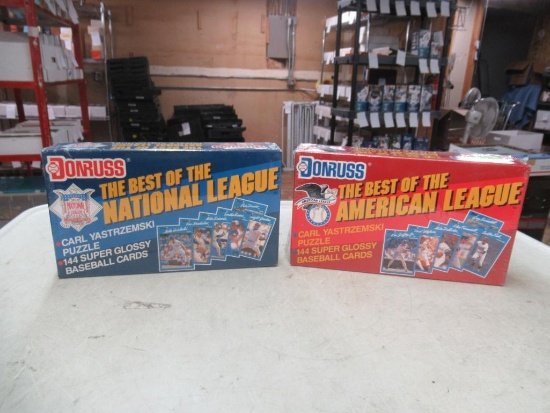 DONRUSS
THE BEST OF THE
NATIONAL LEAGUE
CARL YASTRZEMSKI
PUZZLE
144 SUPER GLOSSY
BASEBALL CARDS
DONRUSS
THE BEST OF THE
AMERICAN LEAGUE
CARL YASTRZEMSKI
PUZZLE
144 SUPER GLOSSY
BASEBALL CARDS